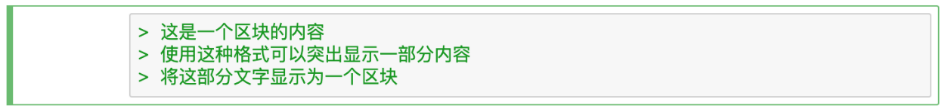 > 这是一个区块的内容
> 使用这种格式可以突出显示一部分内容
> 将这部分文字显示为一个区块